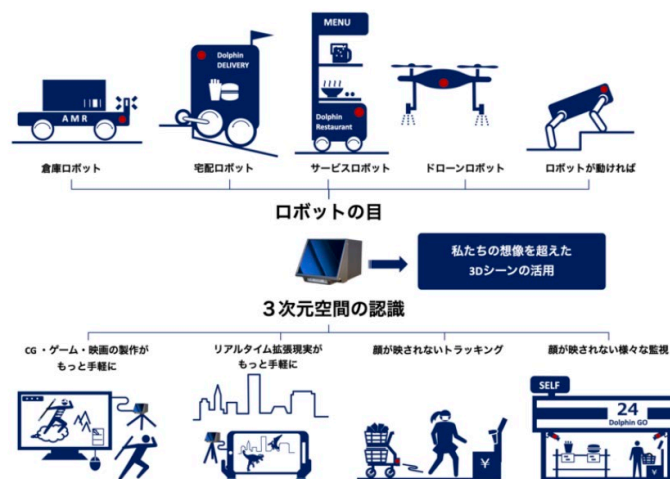 MENU
Dolphin
DELIVERY
AMR
Dolphin
Restaurant
倉庫ロボット
宅配ロボット
サービスロボット
ドローンロボット
ロボットが動ければ
ロボットの目
私たちの想像を超えた
3Dシーンの活用
３次元空間の認識
CG・ゲーム・映画の製作が
もっと手軽に
リアルタイム拡張現実が
もっと手軽に
顔が映されないトラッキング
顔が映されない様々な監視
SELF
24
Dolphin GO
¥
¥